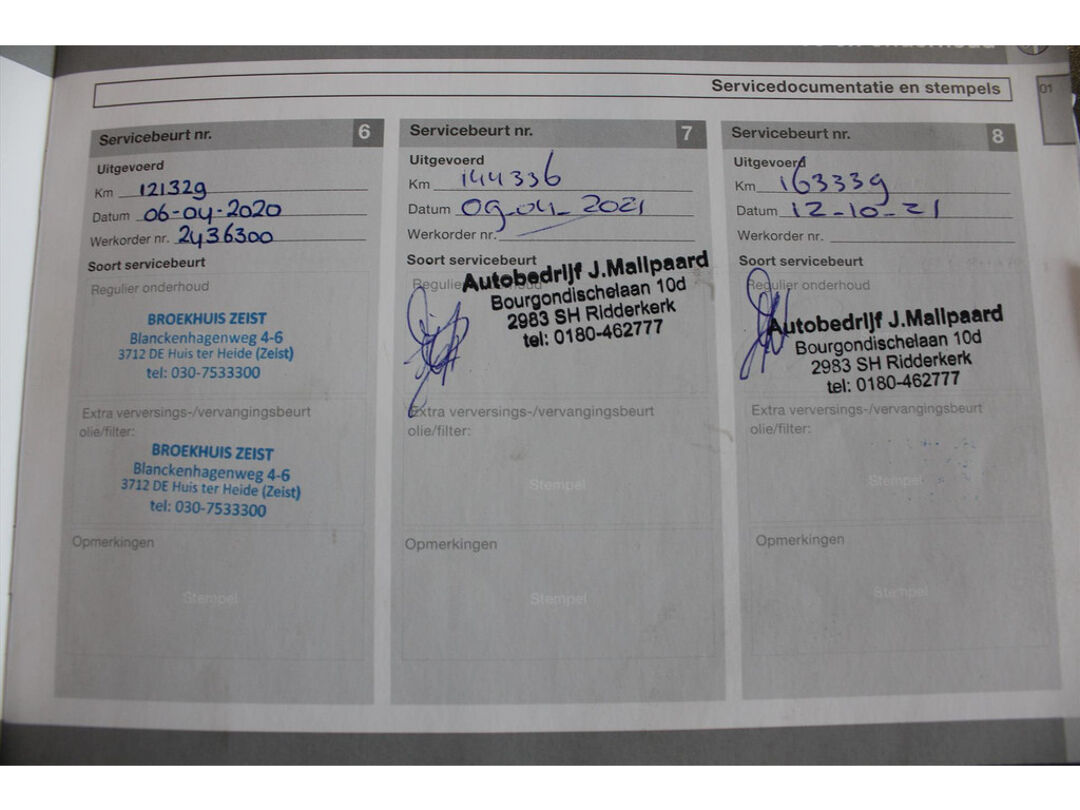 Servicedocumentatie en stempels
01
Servicebeurt nr. 6
Uitgevoerd
Km 121329
Datum 06-04-2020
Werkorder nr. 2436300
Soort servicebeurt
Regulier onderhoud
BROEKHUIS ZEIST
Blanckenhagenweg 4-6
3712 DE Huis ter Heide (Zeist)
tel: 030-7533300
Extra verversings-/vervangingsbeurt
olie/filter:
BROEKHUIS ZEIST
Blanckenhagenweg 4-6
3712 DE Huis ter Heide (Zeist)
tel: 030-7533300
Opmerkingen
Stempel
Servicebeurt nr. 7
Uitgevoerd
Km 144336
Datum 09-04-2021
Werkorder nr.
Soort servicebeurt
Regulier onderhoud
Autobedrijf J.Mallpaard
Bourgondischelaan 10d
2983 SH Ridderkerk
tel: 0180-462777
Extra verversings-/vervangingsbeurt
olie/filter:
Stempel
Opmerkingen
Stempel
Servicebeurt nr. 8
Uitgevoerd
Km 163339
Datum 12-10-21
Werkorder nr.
Soort servicebeurt
Regulier onderhoud
Autobedrijf J.Mallpaard
Bourgondischelaan 10d
2983 SH Ridderkerk
tel: 0180-462777
Extra verversings-/vervangingsbeurt
olie/filter:
Stempel
Opmerkingen
Stempel